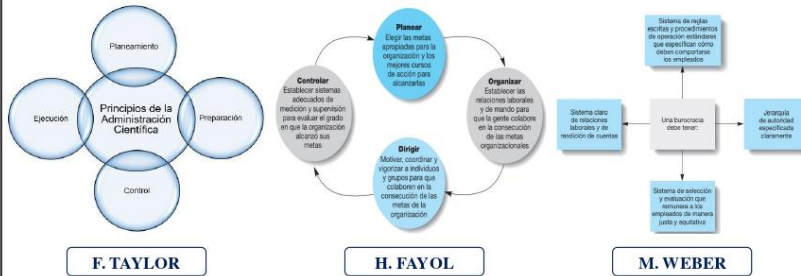 Planeamiento
Ejecución
Principios de la
Administración
Científica
Preparación
Control
F. TAYLOR
Planear
Elegir las metas
apropiadas para la
organización y los
mejores cursos
de acción para
alcanzarlas
Controlar
Establecer sistemas
adecuados de
medición y supervisión
para evaluar el grado
en que la organización
alcanzó sus
metas
Organizar
Establecer las
relaciones laborales
y de mando para
que la gente colabore
en la consecución
de las metas
organizacionales
Dirigir
Motivar, coordinar y
vigorizar a individuos
y grupos para que
colaboren en la
consecución de las
metas de la
organización
H. FAYOL
Sistema de reglas
escritas y procedimientos
de operación estándares
que especifican cómo
deben comportarse
los empleados
Sistema claro
de relaciones
laborales y de
rendición de cuentas
Una burocracia
debe tener:
Jerarquía
de autoridad
especificada
claramente
Sistema de selección
y evaluación que
remunera a los
empleados de manera
justa y equitativa
M. WEBER